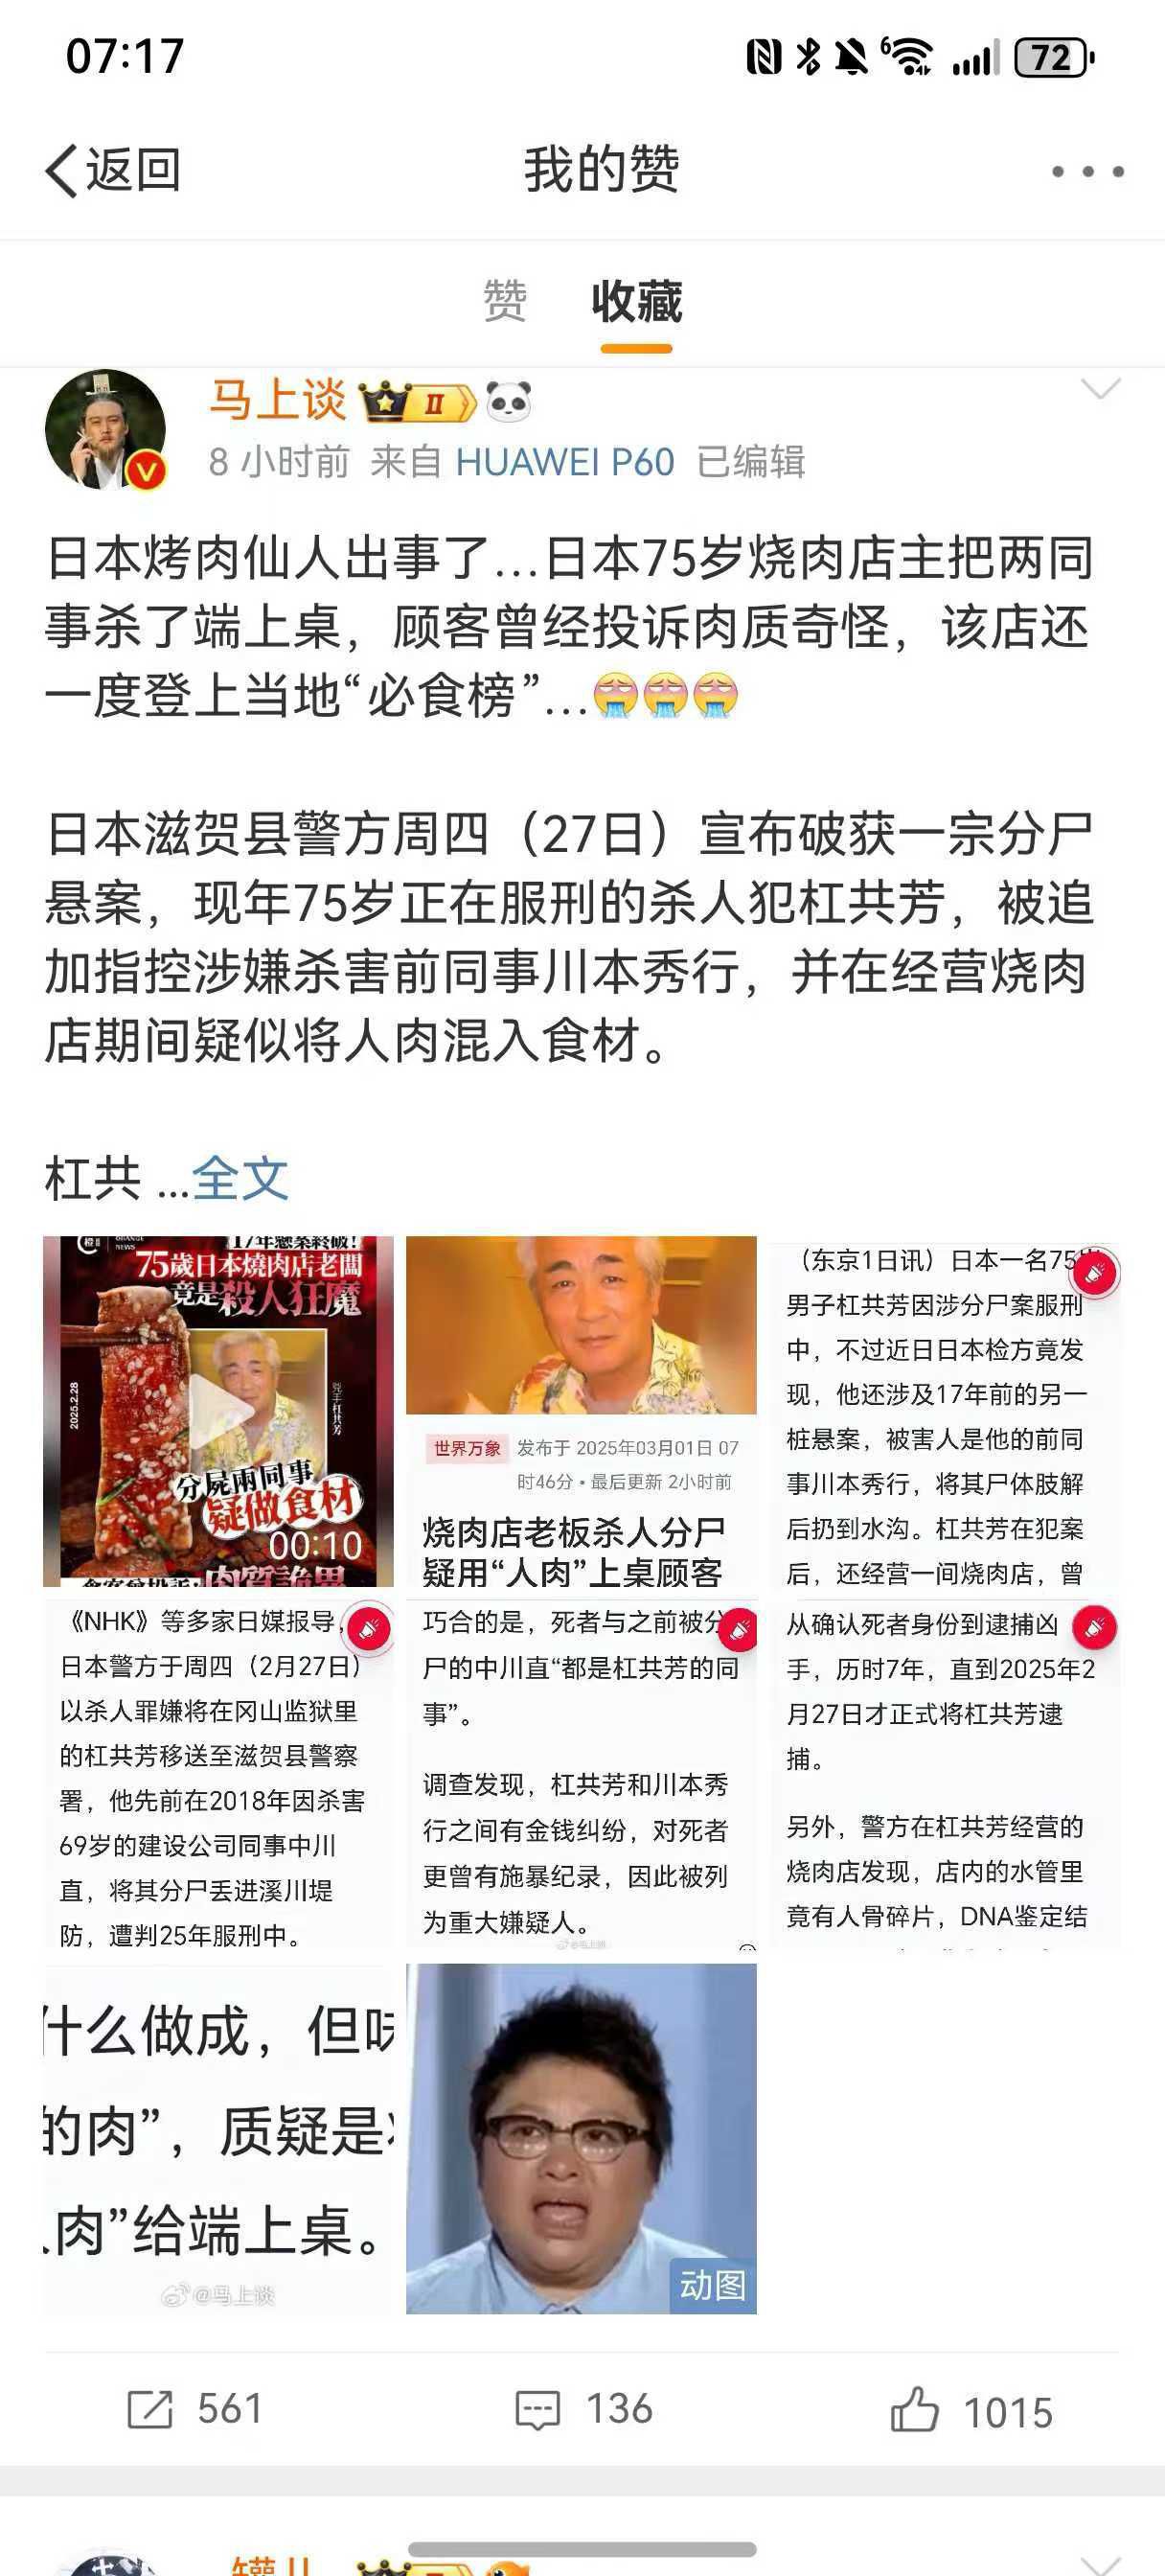 07:17
6
72
返回
我的赞
赞
收藏
马上谈
II
V
8 小时前 来自 HUAWEI P60 已编辑
日本烤肉仙人出事了...日本75岁烧肉店主把两同
事杀了端上桌，顾客曾经投诉肉质奇怪，该店还
一度登上当地“必食榜”...
日本滋贺县警方周四（27日）宣布破获一宗分尸
悬案，现年75岁正在服刑的杀人犯杠共芳，被追
加指控涉嫌杀害前同事川本秀行，并在经营烧肉
店期间疑似将人肉混入食材。
杠共 ...全文
橙
ORANGE
NEWS
17年懸案終破！
75歲日本燒肉店老闆
竟是殺人狂魔
2025.2.28
兇手杠共芳
分屍兩同事
疑做食材
00:10
肉質詭異
世界万象
发布于 2025年03月01日 07
时46分 • 最后更新 2小时前
烧肉店老板杀人分尸
疑用“人肉”上桌顾客
（东京1日讯）日本一名75岁
男子杠共芳因涉分尸案服刑
中，不过近日日本检方竟发
现，他还涉及17年前的另一
桩悬案，被害人是他的前同
事川本秀行，将其尸体肢解
后扔到水沟。杠共芳在犯案
后，还经营一间烧肉店，曾
《NHK》等多家日媒报导，
日本警方于周四（2月27日）
以杀人罪嫌将在冈山监狱里
的杠共芳移送至滋贺县警察
署，他先前在2018年因杀害
69岁的建设公司同事中川
直，将其分尸丢进溪川堤
防，遭判25年服刑中。
巧合的是，死者与之前被分
尸的中川直“都是杠共芳的同
事”。
调查发现，杠共芳和川本秀
行之间有金钱纠纷，对死者
更曾有施暴纪录，因此被列
为重大嫌疑人。
@马上谈
从确认死者身份到逮捕凶
手，历时7年，直到2025年2
月27日才正式将杠共芳逮
捕。
另外，警方在杠共芳经营的
烧肉店发现，店内的水管里
竟有人骨碎片，DNA鉴定结
什么做成，但味
的肉”，质疑是将
人肉”给端上桌。
@马上谈
动图
561
136
1015